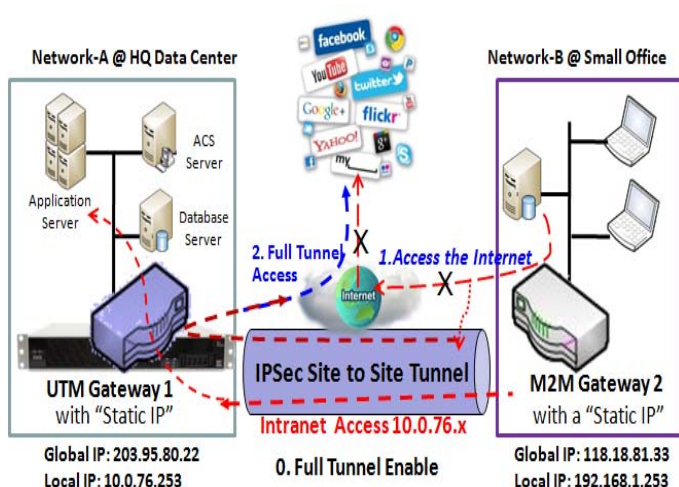 Network-A @ HQ Data Center
Network-B @ Small Office
facebook
You Tube
twitter
Google+
flickr
YAHOO!
g+
my
ACS
Server
Application
Server
Database
Server
2. Full Tunnel
Access
1.Access the Internet
X
X
Internet
IPSec Site to Site Tunnel
UTM Gateway 1
with “Static IP”
M2M Gateway 2
with a “Static IP”
Intranet Access 10.0.76.x
Global IP: 203.95.80.22
Local IP: 10.0.76.253
0. Full Tunnel Enable
Global IP: 118.18.81.33
Local IP: 192.168.1.253